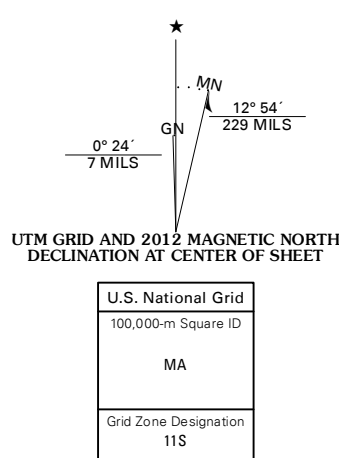 ★
MN
12° 54´
229 MILS
GN
0° 24´
7 MILS
UTM GRID AND 2012 MAGNETIC NORTH
DECLINATION AT CENTER OF SHEET
U.S. National Grid
100,000-m Square ID
MA
Grid Zone Designation
11S